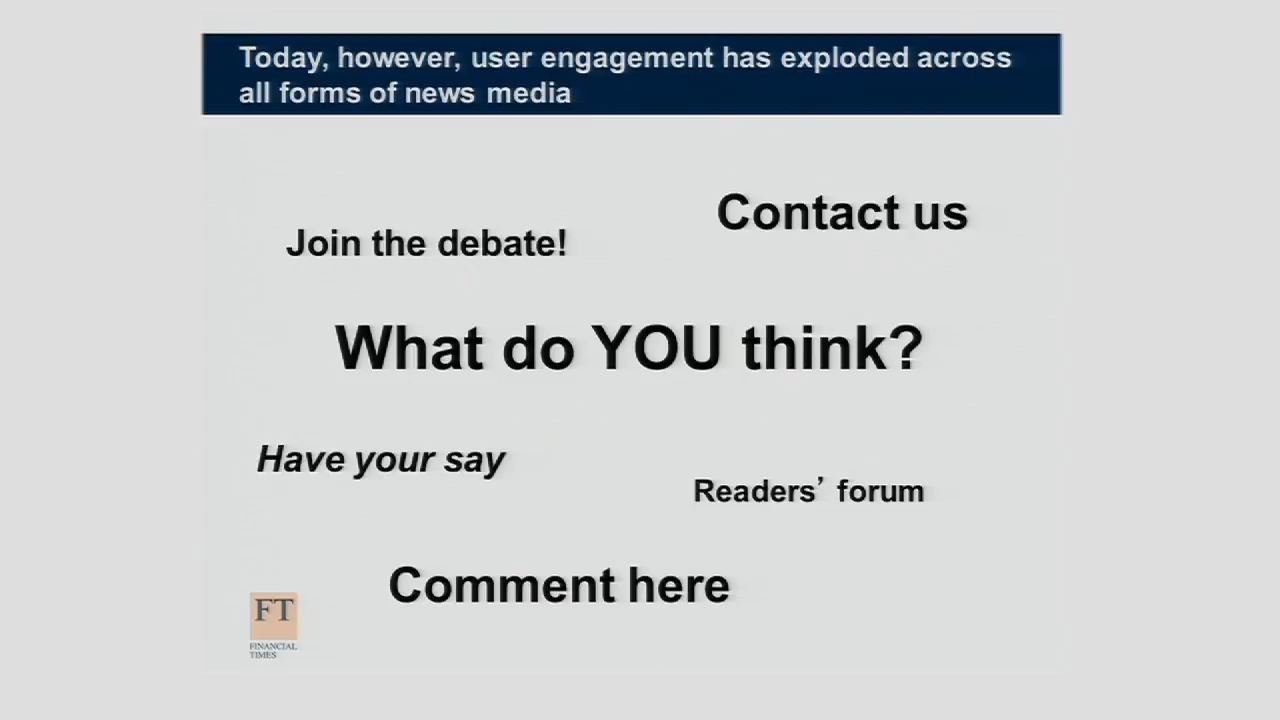 Today, however, user engagement has exploded across
all forms of news media
Contact us
Join the debate!
What do YOU think?
Have your say
Readers’ forum
Comment here
FT
FINANCIAL
TIMES